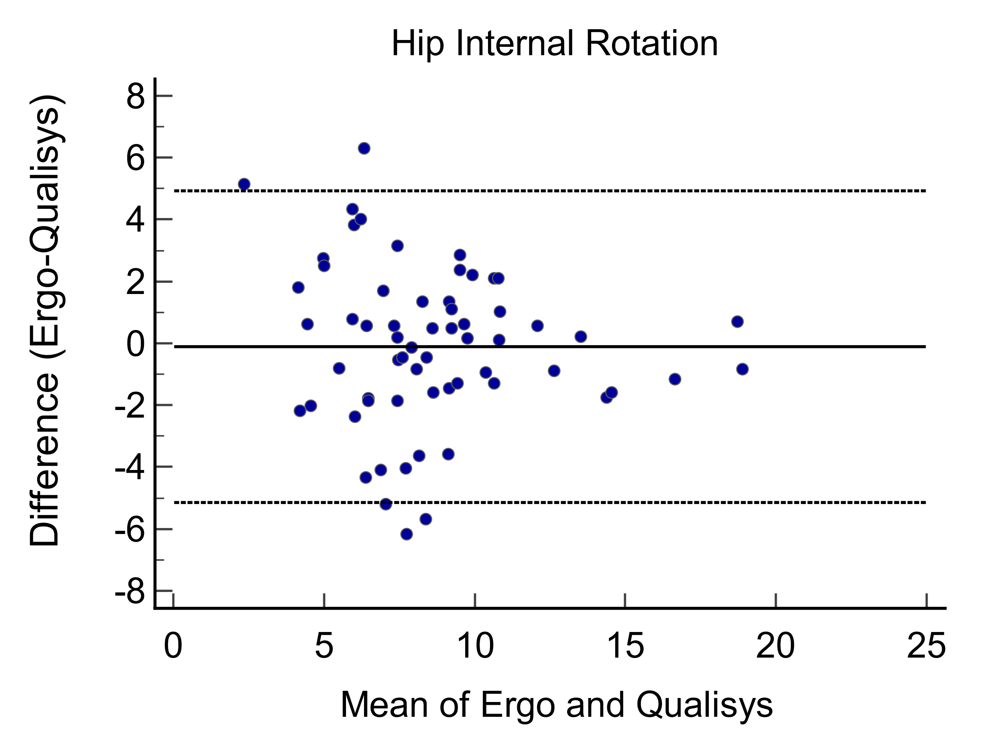 Hip Internal Rotation
Difference (Ergo-Qualisys)
8
6
4
2
0
-2
-4
-6
-8
0 5 10 15 20 25
Mean of Ergo and Qualisys